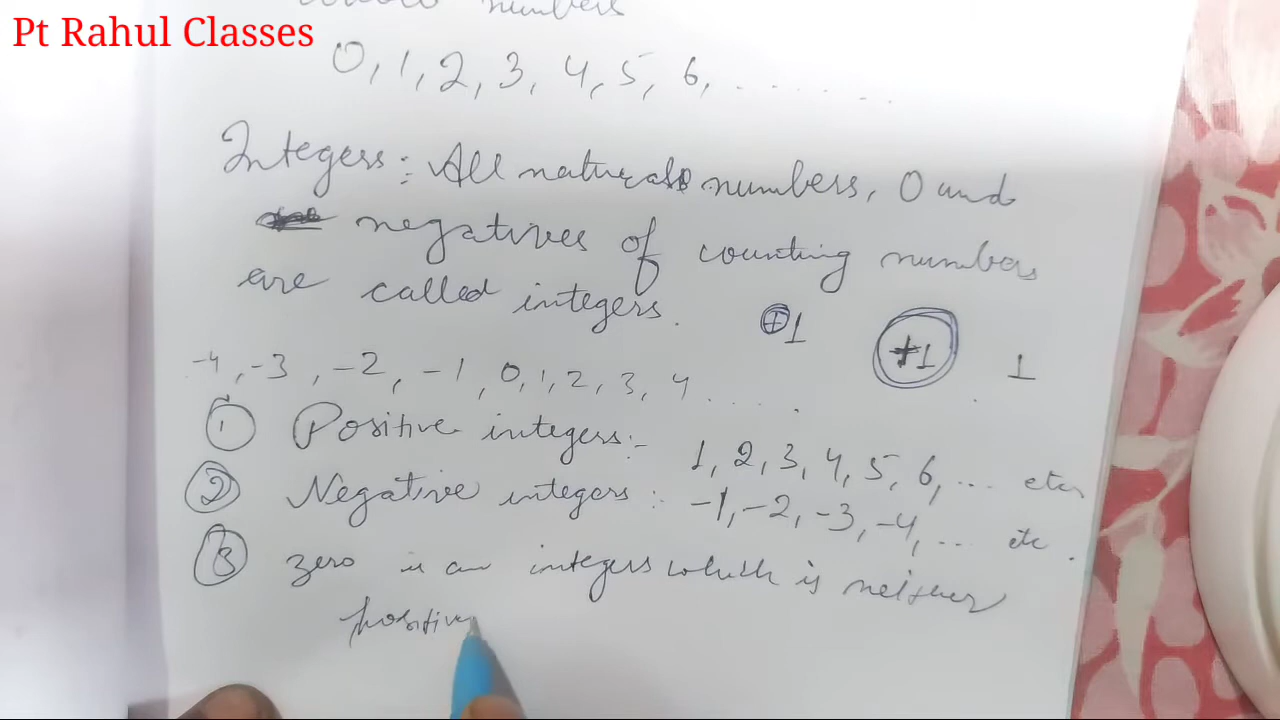 Pt Rahul Classes
numbers
0, 1, 2, 3, 4, 5, 6, .......
Integers: All natural numbers, 0 and
negatives of counting numbers
are called integers.
+1 +1 1
-4, -3, -2, -1, 0, 1, 2, 3, 4 .....
1 Positive integers:- 1, 2, 3, 4, 5, 6, ... etc
2 Negative integers: -1, -2, -3, -4, ... etc.
3 zero is an integers which is neither
positive